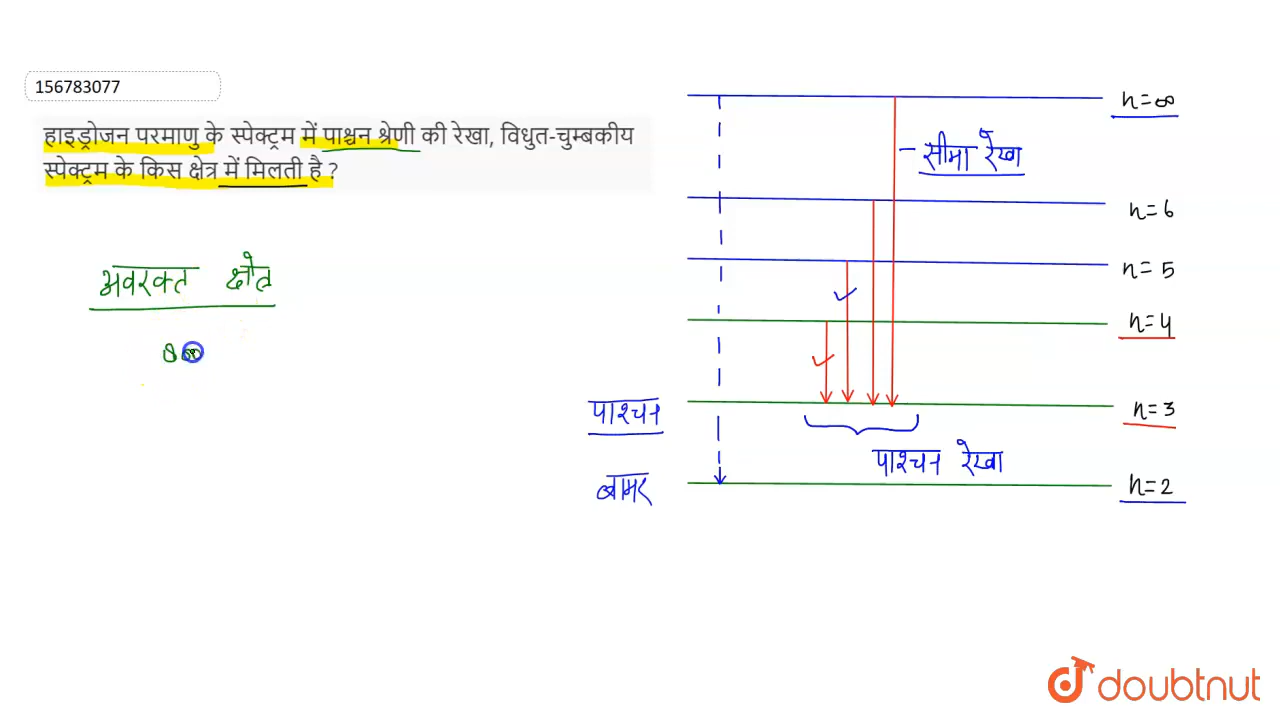 156783077
हाइड्रोजन परमाणु के स्पेक्ट्रम में पाश्चन श्रेणी की रेखा, विधुत-चुम्बकीय
स्पेक्ट्रम के किस क्षेत्र में मिलती है ?
n=∞
सीमा रेखा
n=6
अवरक्त क्षेत्र
n=5
n=4
पाश्चन
n=3
पाश्चन रेखा
बामर
n=2
doubtnut